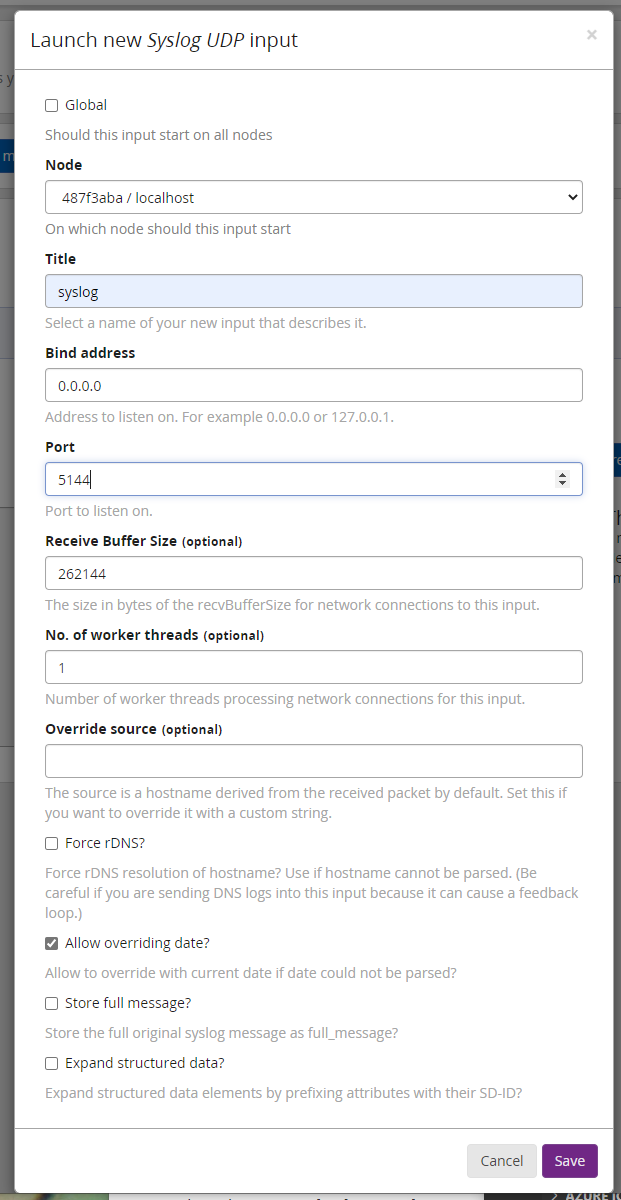 Launch new Syslog UDP input
×
Global
Should this input start on all nodes
Node
487f3aba / localhost
On which node should this input start
Title
syslog
Select a name of your new input that describes it.
Bind address
0.0.0.0
Address to listen on. For example 0.0.0.0 or 127.0.0.1.
Port
5144
Port to listen on.
Receive Buffer Size (optional)
262144
The size in bytes of the recvBufferSize for network connections to this input.
No. of worker threads (optional)
1
Number of worker threads processing network connections for this input.
Override source (optional)
The source is a hostname derived from the received packet by default. Set this if
you want to override it with a custom string.
Force rDNS?
Force rDNS resolution of hostname? Use if hostname cannot be parsed. (Be
careful if you are sending DNS logs into this input because it can cause a feedback
loop.)
Allow overriding date?
Allow to override with current date if date could not be parsed?
Store full message?
Store the full original syslog message as full_message?
Expand structured data?
Expand structured data elements by prefixing attributes with their SD-ID?
Cancel
Save